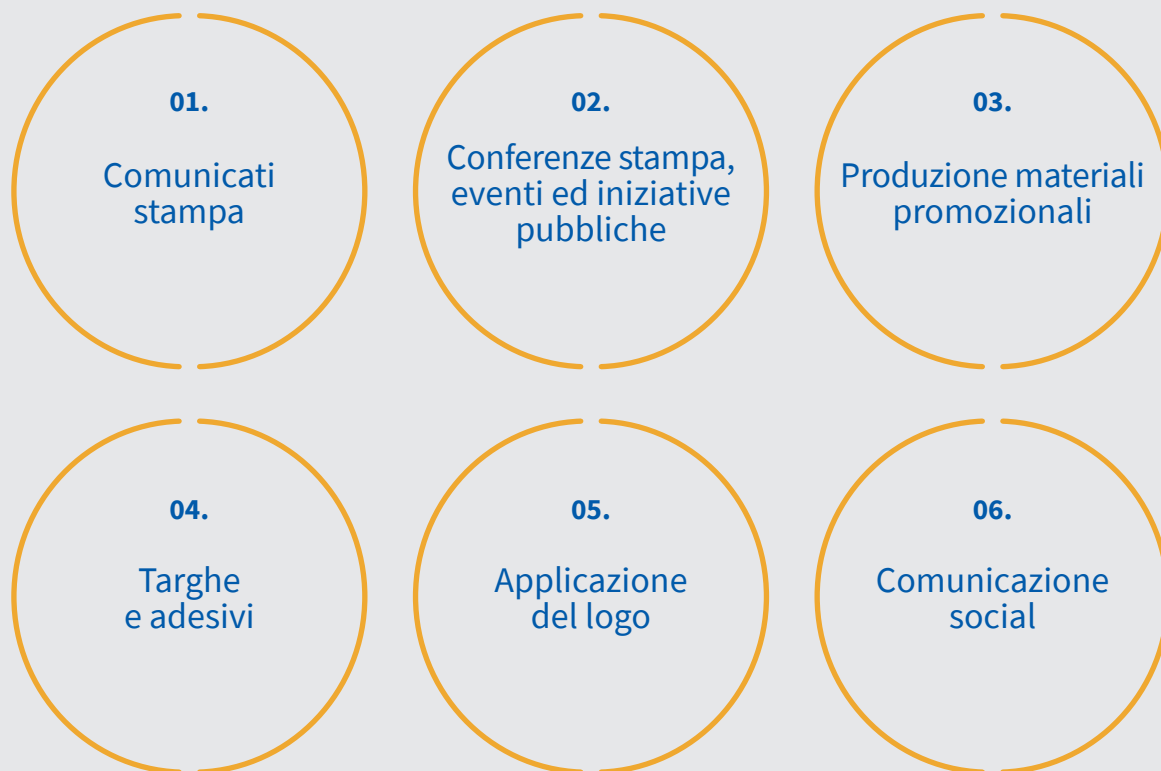 01.
Comunicati
stampa
02.
Conferenze stampa,
eventi ed iniziative
pubbliche
03.
Produzione materiali
promozionali
04.
Targhe
e adesivi
05.
Applicazione
del logo
06.
Comunicazione
social